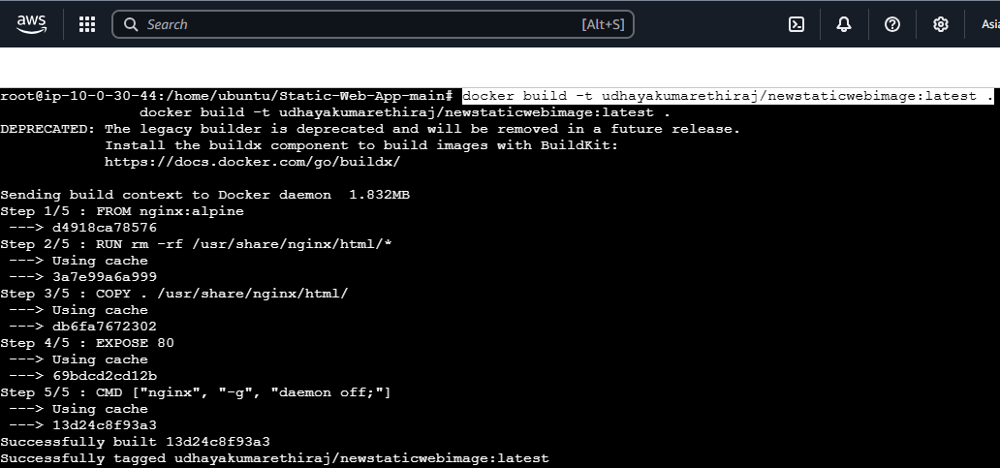 aws
Search [Alt+S]
Asia
root@ip-10-0-30-44:/home/ubuntu/Static-Web-App-main# docker build -t udhayakumarethiraj/newstaticwebimage:latest .
docker build -t udhayakumarethiraj/newstaticwebimage:latest .
DEPRECATED: The legacy builder is deprecated and will be removed in a future release.
Install the buildx component to build images with BuildKit:
https://docs.docker.com/go/buildx/
Sending build context to Docker daemon  1.832MB
Step 1/5 : FROM nginx:alpine
---> d4918ca78576
Step 2/5 : RUN rm -rf /usr/share/nginx/html/*
---> Using cache
---> 3a7e99a6a999
Step 3/5 : COPY . /usr/share/nginx/html/
---> Using cache
---> db6fa7672302
Step 4/5 : EXPOSE 80
---> Using cache
---> 69bdcd2cd12b
Step 5/5 : CMD ["nginx", "-g", "daemon off;"]
---> Using cache
---> 13d24c8f93a3
Successfully built 13d24c8f93a3
Successfully tagged udhayakumarethiraj/newstaticwebimage:latest